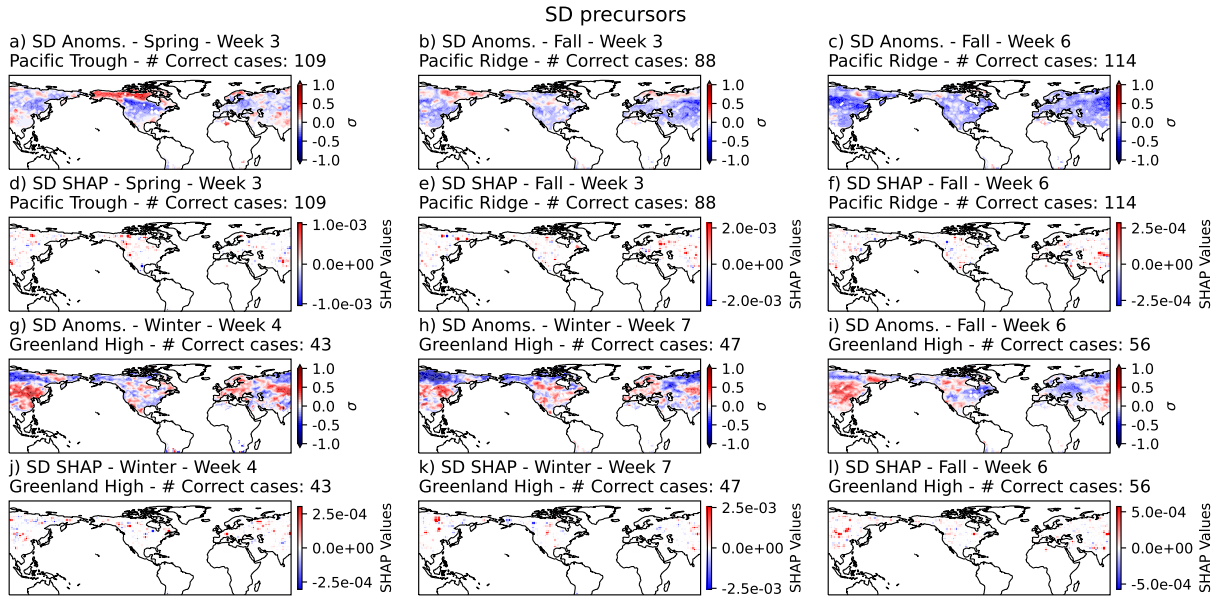 SD precursors
a) SD Anoms. - Spring - Week 3
Pacific Trough - # Correct cases: 109
1.0
0.5
0.0
-0.5
-1.0
σ
b) SD Anoms. - Fall - Week 3
Pacific Ridge - # Correct cases: 88
1.0
0.5
0.0
-0.5
-1.0
σ
c) SD Anoms. - Fall - Week 6
Pacific Ridge - # Correct cases: 114
1.0
0.5
0.0
-0.5
-1.0
σ
d) SD SHAP - Spring - Week 3
Pacific Trough - # Correct cases: 109
1.0e-03
0.0e+00
-1.0e-03
SHAP Values
e) SD SHAP - Fall - Week 3
Pacific Ridge - # Correct cases: 88
2.0e-03
0.0e+00
-2.0e-03
SHAP Values
f) SD SHAP - Fall - Week 6
Pacific Ridge - # Correct cases: 114
2.5e-04
0.0e+00
-2.5e-04
SHAP Values
g) SD Anoms. - Winter - Week 4
Greenland High - # Correct cases: 43
1.0
0.5
0.0
-0.5
-1.0
σ
h) SD Anoms. - Winter - Week 7
Greenland High - # Correct cases: 47
1.0
0.5
0.0
-0.5
-1.0
σ
i) SD Anoms. - Fall - Week 6
Greenland High - # Correct cases: 56
1.0
0.5
0.0
-0.5
-1.0
σ
j) SD SHAP - Winter - Week 4
Greenland High - # Correct cases: 43
2.5e-04
0.0e+00
-2.5e-04
SHAP Values
k) SD SHAP - Winter - Week 7
Greenland High - # Correct cases: 47
2.5e-03
0.0e+00
-2.5e-03
SHAP Values
l) SD SHAP - Fall - Week 6
Greenland High - # Correct cases: 56
5.0e-04
0.0e+00
-5.0e-04
SHAP Values